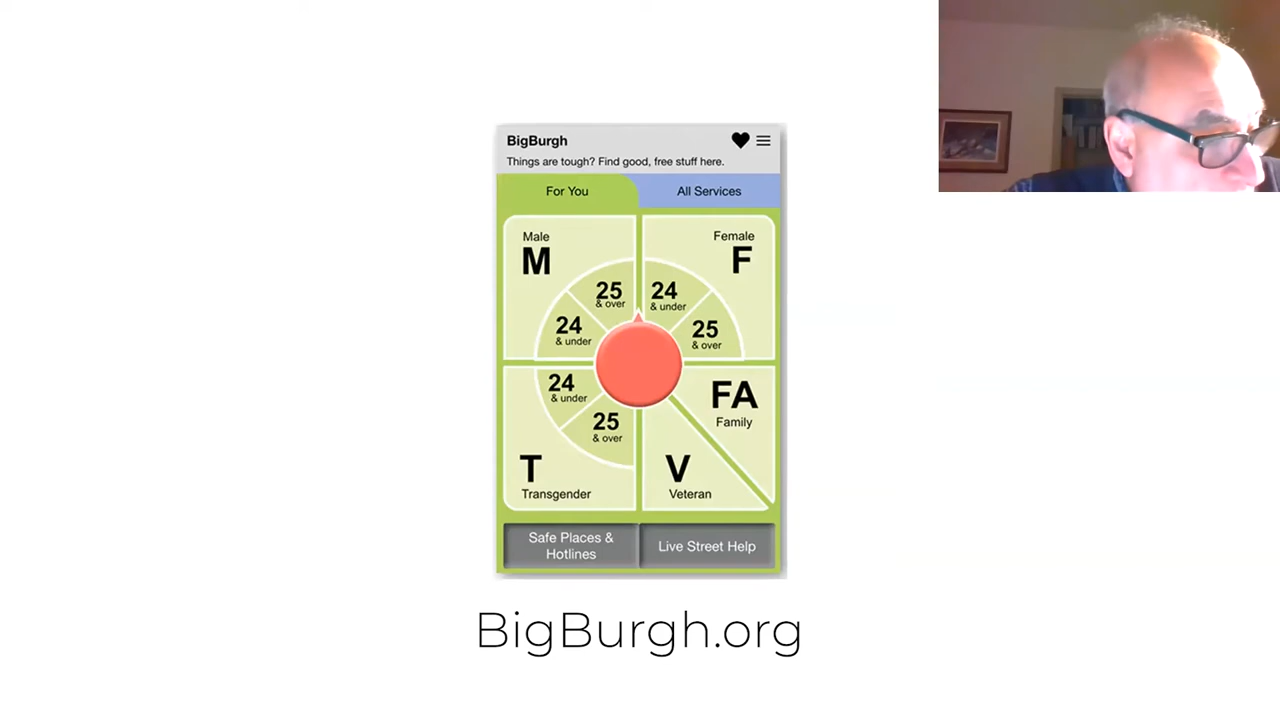 BigBurgh
Things are tough? Find good, free stuff here.
For You
All Services
Male
M
Female
F
25
& over
24
& under
24
& under
25
& over
24
& under
25
& over
FA
Family
T
Transgender
V
Veteran
Safe Places &
Hotlines
Live Street Help
BigBurgh.org